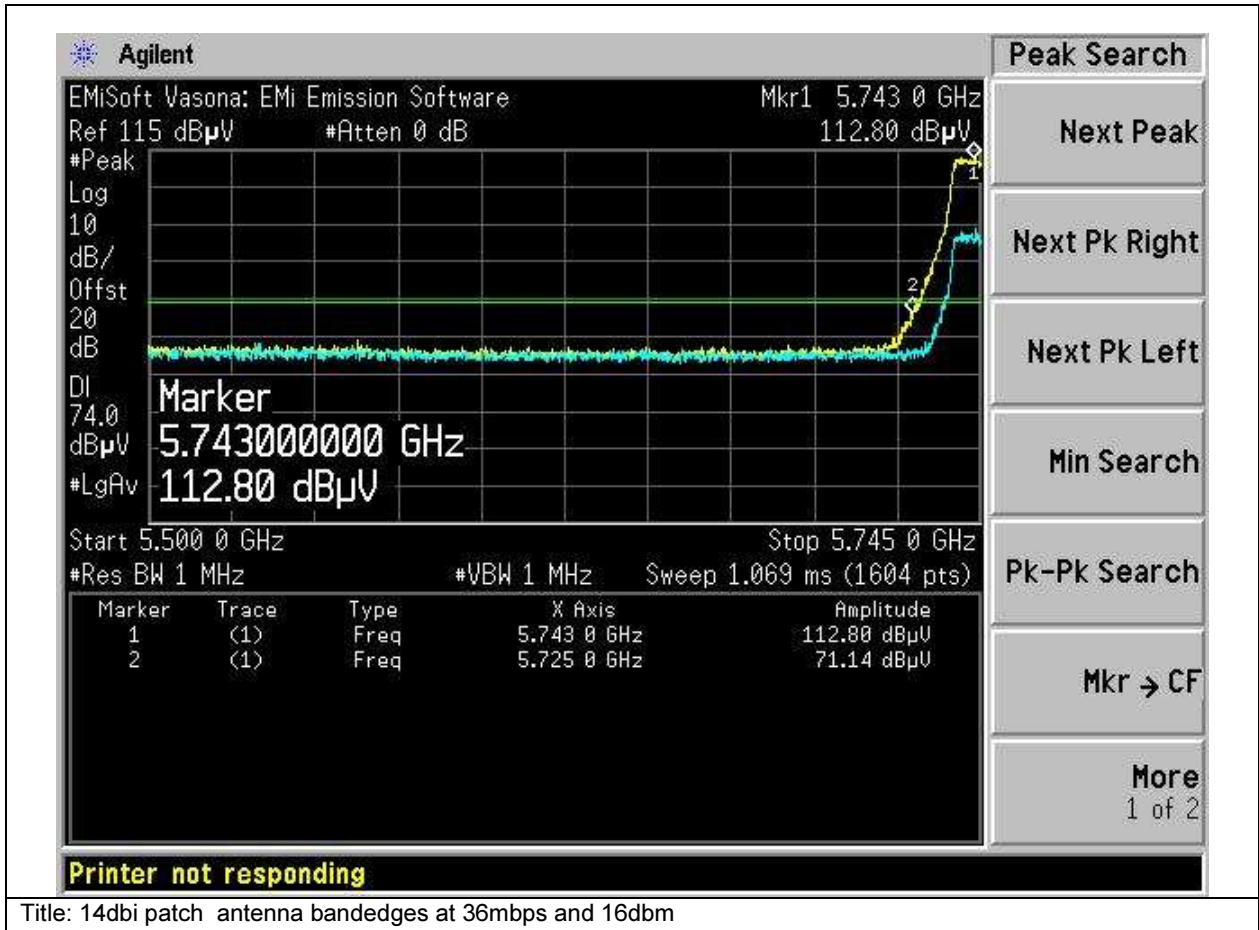 Agilent
Peak Search
EMiSoft Vasona: EMi Emission Software
Mkr1 5.743 0 GHz
Ref 115 dBµV #Atten 0 dB 112.80 dBµV
#Peak
Log
10
dB/
Offst
20
dB
DI
74.0
dBµV
#LgAv
1
2
Marker
5.743000000 GHz
112.80 dBµV
Start 5.500 0 GHz Stop 5.745 0 GHz
#Res BW 1 MHz #VBW 1 MHz Sweep 1.069 ms (1604 pts)
Marker Trace Type X Axis Amplitude
1 (1) Freq 5.743 0 GHz 112.80 dBµV
2 (1) Freq 5.725 0 GHz 71.14 dBµV
Next Peak
Next Pk Right
Next Pk Left
Min Search
Pk-Pk Search
Mkr → CF
More
1 of 2
Printer not responding
Title: 14dbi patch antenna bandedges at 36mbps and 16dbm